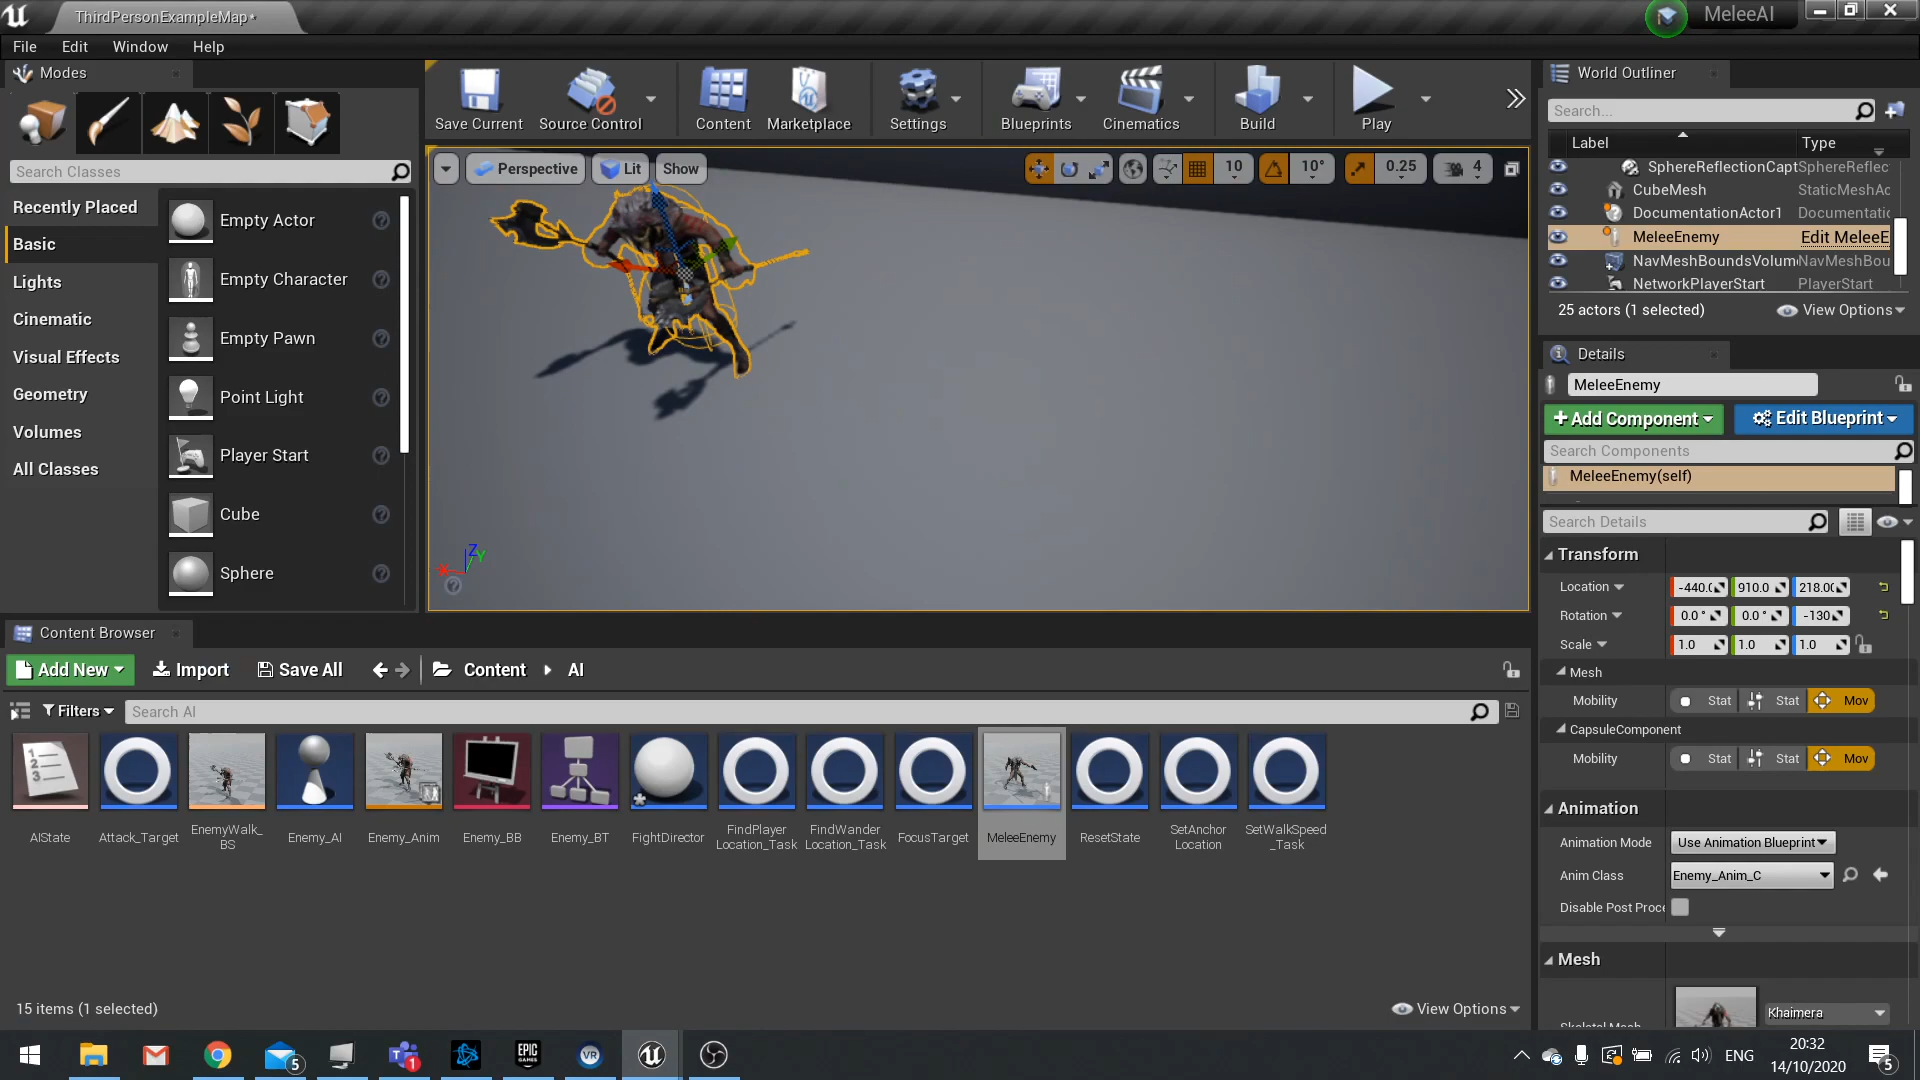 ThirdPersonExampleMap*
MeleeAI
File Edit Window Help
Modes
Search Classes
Recently Placed
Basic
Lights
Cinematic
Visual Effects
Geometry
Volumes
All Classes
Empty Actor
Empty Character
Empty Pawn
Point Light
Player Start
Cube
Sphere
Save Current
Source Control
Content
Marketplace
Settings
Blueprints
Cinematics
Build
Play
Perspective
Lit
Show
10
10°
0.25
4
X Z Y
World Outliner
Search...
Label Type
SphereReflectionCapt SphereReflec
CubeMesh StaticMeshAc
DocumentationActor1 Documentatic
MeleeEnemy Edit MeleeE
NavMeshBoundsVolum NavMeshBou
NetworkPlayerStart PlayerStart
25 actors (1 selected) View Options
Details
MeleeEnemy
+Add Component Edit Blueprint
Search Components
MeleeEnemy(self)
Search Details
Transform
Location -440.0 910.0 218.00
Rotation 0.0 ° 0.0 ° -130
Scale 1.0 1.0 1.0
Mesh
Mobility Stat Stat Mov
CapsuleComponent
Mobility Stat Stat Mov
Animation
Animation Mode Use Animation Blueprint
Anim Class Enemy_Anim_C
Disable Post Proce
Mesh
Khaimera
Content Browser
Add New Import Save All Content AI
Filters Search AI
AIState
Attack_Target
EnemyWalk_
BS
Enemy_AI
Enemy_Anim
Enemy_BB
Enemy_BT
FightDirector
FindPlayer
Location_Task
FindWander
Location_Task
FocusTarget
MeleeEnemy
ResetState
SetAnchor
Location
SetWalkSpeed
_Task
15 items (1 selected)
View Options
5
1
EPIC
GAMES
VR
ENG
20:32
14/10/2020
5